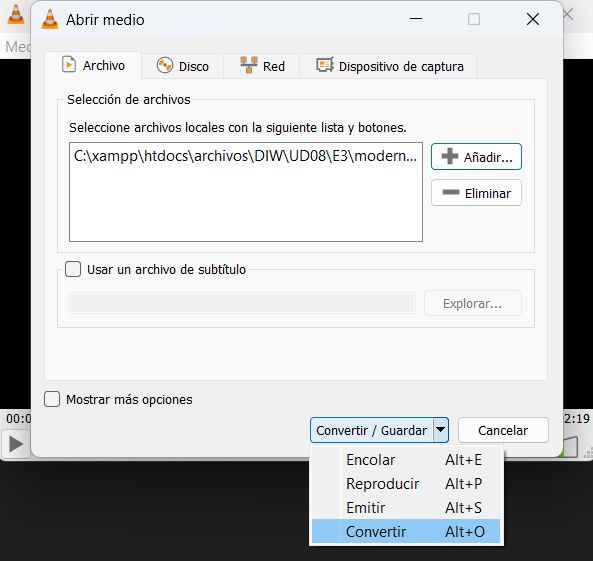 Abrir medio
Med
Archivo
Disco
Red
Dispositivo de captura
Selección de archivos
Seleccione archivos locales con la siguiente lista y botones.
C:\xampp\htdocs\archivos\DIW\UD08\E3\modern...
Añadir...
Eliminar
Usar un archivo de subtítulo
Explorar...
Mostrar más opciones
00:0
2:19
Convertir / Guardar
Cancelar
Encolar Alt+E
Reproducir Alt+P
Emitir Alt+S
Convertir Alt+O